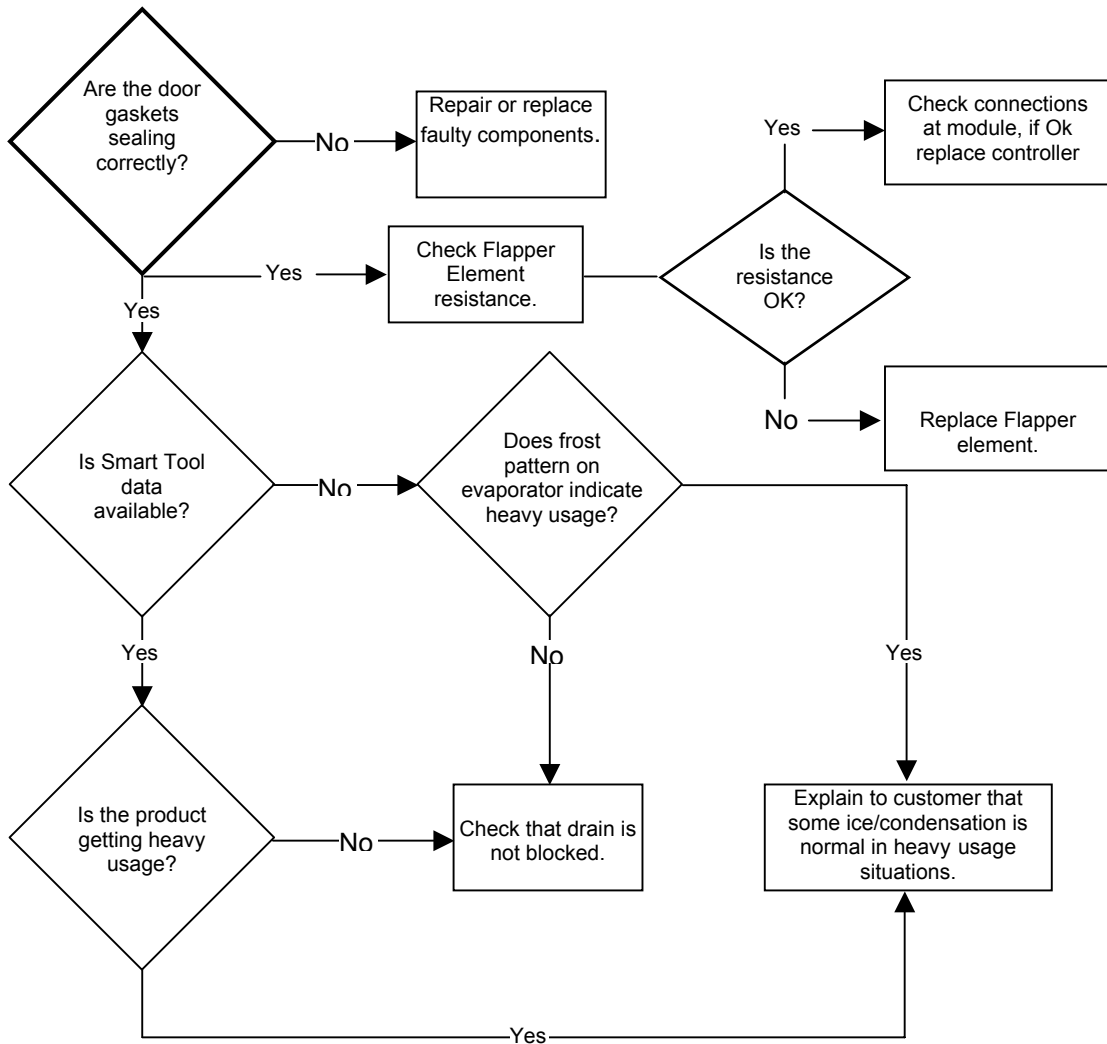 Are the door
gaskets
sealing
correctly?
No
Repair or replace
faulty components.
Yes
Check connections
at module, if Ok
replace controller
Yes
Check Flapper
Element
resistance.
Is the
resistance
OK?
Yes
No
Replace Flapper
element.
Is Smart Tool
data
available?
No
Does frost
pattern on
evaporator indicate
heavy usage?
Yes
No
Yes
Is the product
getting heavy
usage?
No
Check that drain is
not blocked.
Explain to customer that
some ice/condensation is
normal in heavy usage
situations.
Yes